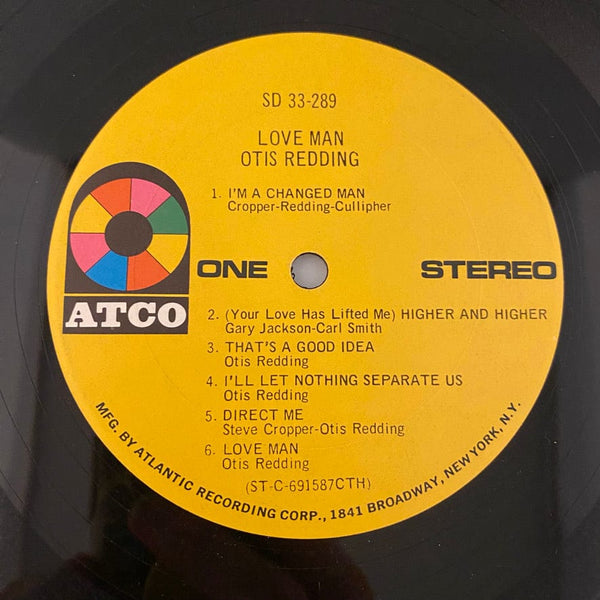 SD 33-289
LOVE MAN
OTIS REDDING
1. I'M A CHANGED MAN
Cropper-Redding-Cullipher
ONE
STEREO
ATCO
2. (Your Love Has Lifted Me) HIGHER AND HIGHER
Gary Jackson-Carl Smith
3. THAT'S A GOOD IDEA
Otis Redding
4. I'LL LET NOTHING SEPARATE US
Otis Redding
5. DIRECT ME
Steve Cropper-Otis Redding
6. LOVE MAN
Otis Redding
(ST-C-691587CTH)
MFG. BY ATLANTIC RECORDING CORP., 1841 BROADWAY, NEW YORK, N.Y.